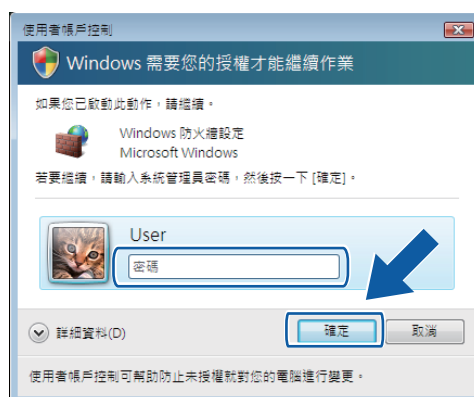 使用者帳戶控制
Windows 需要您的授權才能繼續作業
如果您已啟動此動作，請繼續。
Windows 防火牆設定
Microsoft Windows
若要繼續，請輸入系統管理員密碼，然後按一下 [確定]。
User
密碼
確定
取消
詳細資料(D)
使用者帳戶控制可幫助防止未授權就對您的電腦進行變更。